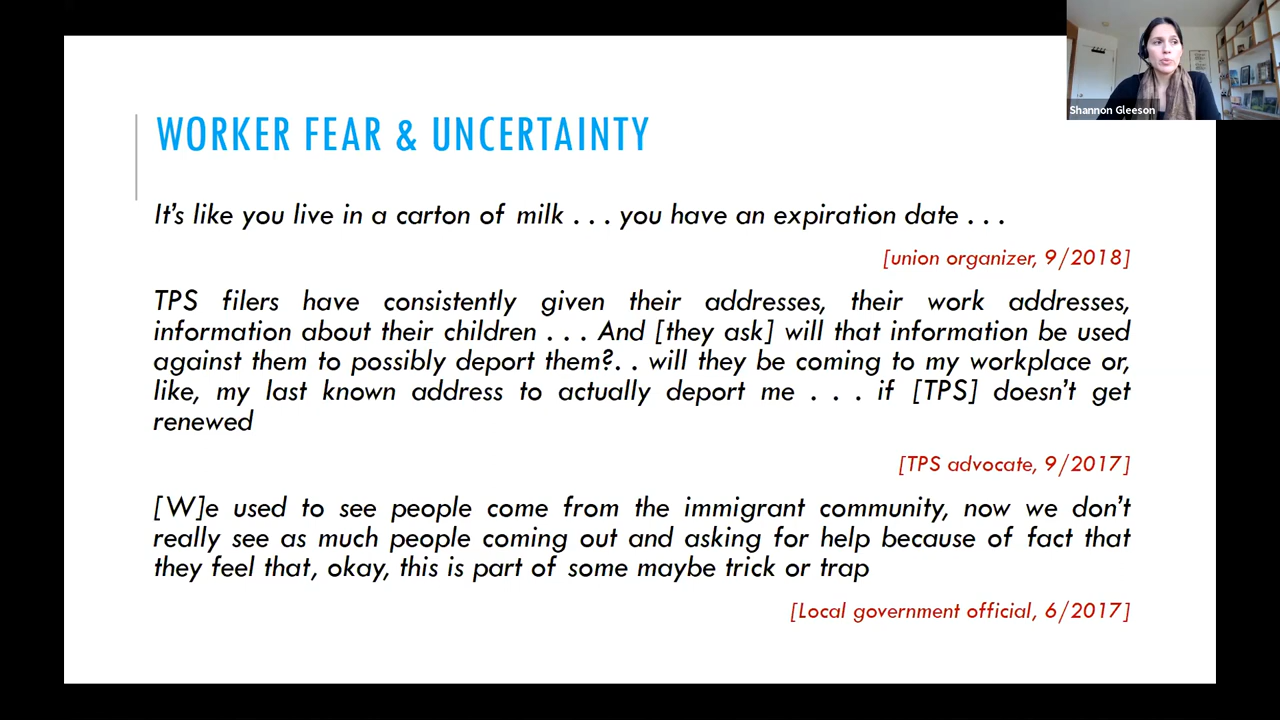 Shannon Gleeson
WORKER FEAR & UNCERTAINTY
It's like you live in a carton of milk . . . you have an expiration date . . .
[union organizer, 9/2018]
TPS filers have consistently given their addresses, their work addresses,
information about their children . . . And [they ask] will that information be used
against them to possibly deport them?. . will they be coming to my workplace or,
like, my last known address to actually deport me . . . if [TPS] doesn't get
renewed
[TPS advocate, 9/2017]
[W]e used to see people come from the immigrant community, now we don't
really see as much people coming out and asking for help because of fact that
they feel that, okay, this is part of some maybe trick or trap
[Local government official, 6/2017]